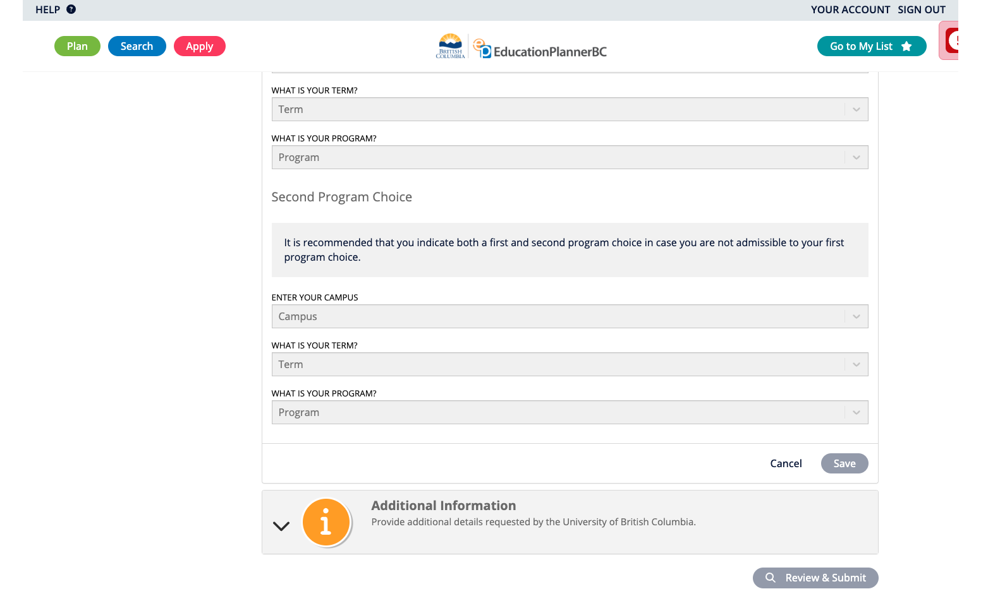 HELP ?
YOUR ACCOUNT SIGN OUT
Plan Search Apply
BRITISH
COLUMBIA
EducationPlannerBC
Go to My List
WHAT IS YOUR TERM?
Term
WHAT IS YOUR PROGRAM?
Program
Second Program Choice
It is recommended that you indicate both a first and second program choice in case you are not admissible to your first
program choice.
ENTER YOUR CAMPUS
Campus
WHAT IS YOUR TERM?
Term
WHAT IS YOUR PROGRAM?
Program
Cancel Save
Additional Information
Provide additional details requested by the University of British Columbia.
Review & Submit